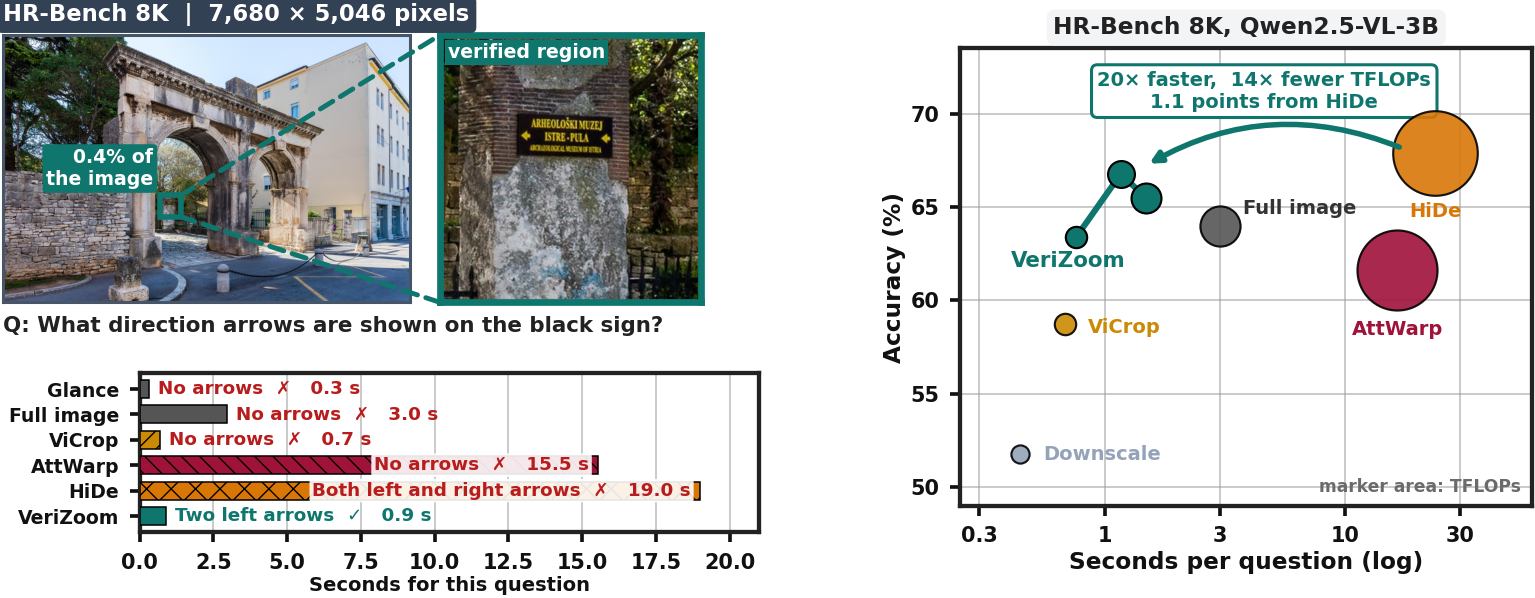 HR-Bench 8K | 7,680 × 5,046 pixels
verified region
ARHEOLOŠKI MUZEJ
ISTRE - PULA
ARCHAEOLOGICAL MUSEUM OF ISTRIA
0.4% of
the image
Q: What direction arrows are shown on the black sign?
Glance
No arrows ✗ 0.3 s
Full image
No arrows ✗ 3.0 s
ViCrop
No arrows ✗ 0.7 s
AttWarp
No arrows ✗ 15.5 s
HiDe
Both left and right arrows ✗ 19.0 s
VeriZoom
Two left arrows ✓ 0.9 s
0.0 2.5 5.0 7.5 10.0 12.5 15.0 17.5 20.0
Seconds for this question
HR-Bench 8K, Qwen2.5-VL-3B
20× faster, 14× fewer TFLOPs
1.1 points from HiDe
70
65
60
55
50
Accuracy (%)
Full image
HiDe
VeriZoom
ViCrop
AttWarp
Downscale
marker area: TFLOPs
0.3 1 3 10 30
Seconds per question (log)